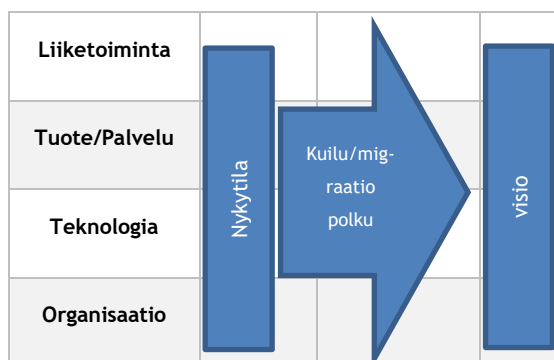 Liiketoiminta
Tuote/Palvelu
Teknologia
Organisaatio
Nykytila
Kuilu/mig-
raatio
polku
visio